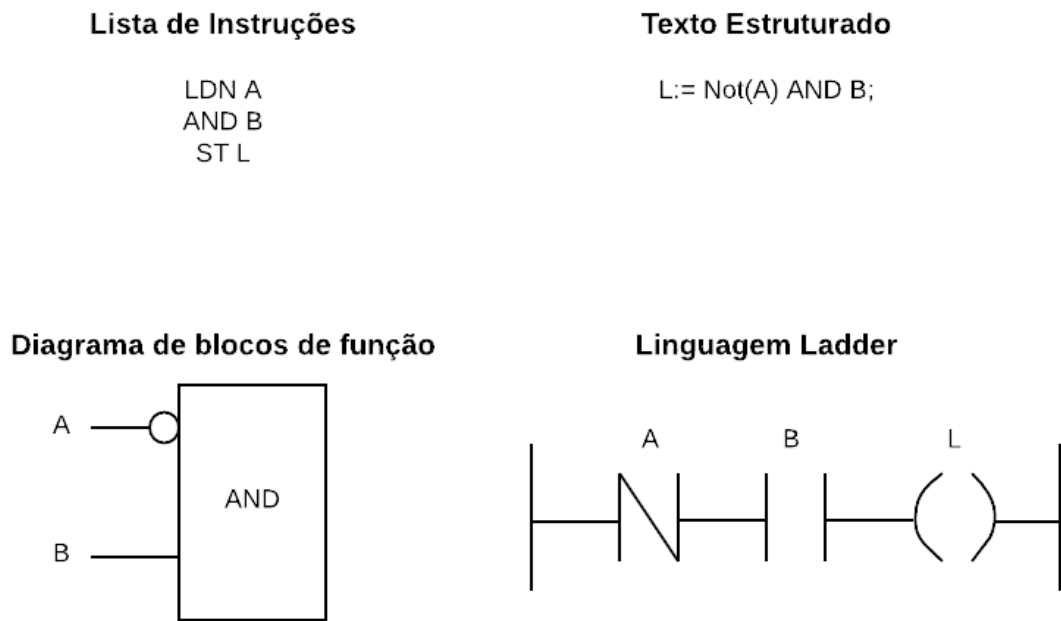 Lista de Instruções
LDN A
AND B
ST L
Texto Estruturado
L:= Not(A) AND B;
Diagrama de blocos de função
A
AND
B
Linguagem Ladder
A B L